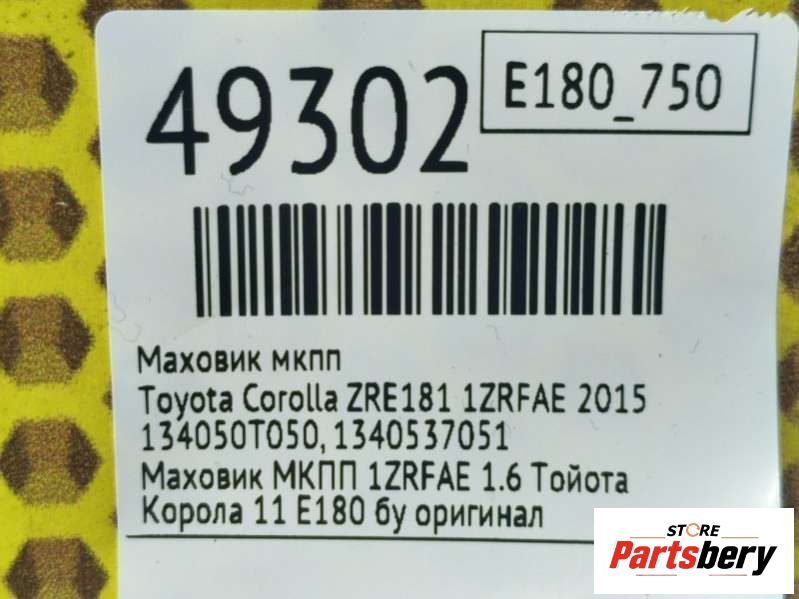 49302
E180_750
Маховик мкпп
Toyota Corolla ZRE181 1ZRFAE 2015
134050T050, 1340537051
Маховик МКПП 1ZRFAE 1.6 Тойота
Корола 11 Е180 бу оригинал
STORE
Partsbery